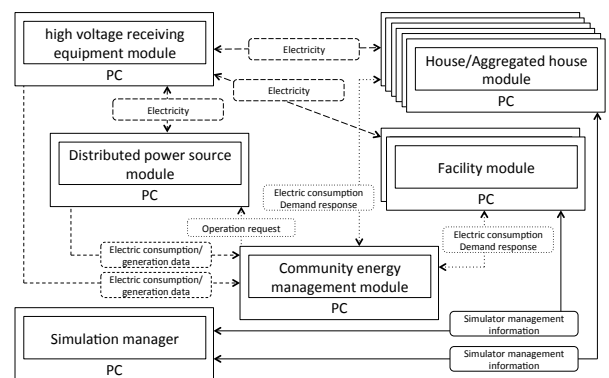 high voltage receiving
equipment module
PC
Electricity
House/Aggregated house
module
PC
Electricity
Electricity
Distributed power source
module
PC
Facility module
PC
Electric consumption
Demand response
Operation request
Electric consumption
Demand response
Electric consumption/
generation data
Electric consumption/
generation data
Community energy
management module
PC
Simulation manager
PC
Simulator management
information
Simulator management
information